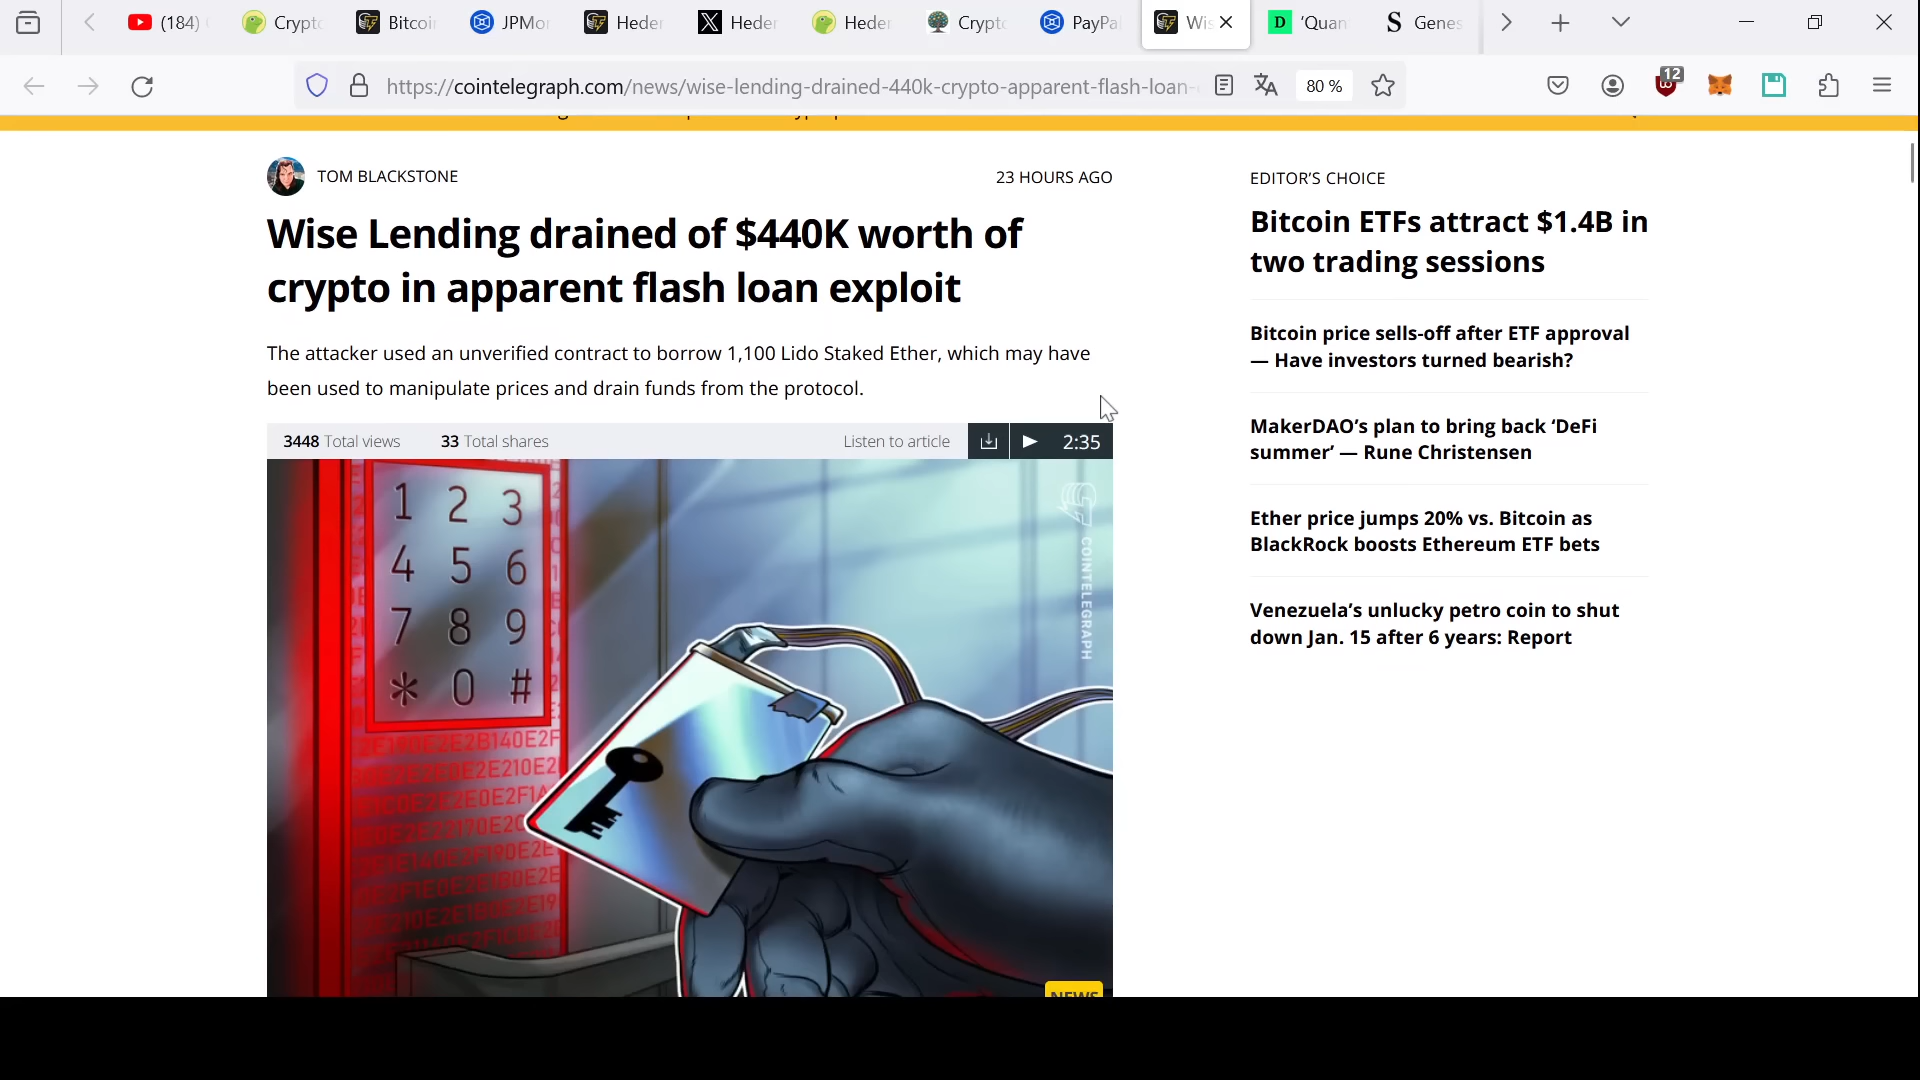 (184)
Crypto
Bitcoi
JPMor
Heder
Heder
Heder
Crypto
PayPa
Wis
'Quan
Genes
https://cointelegraph.com/news/wise-lending-drained-440k-crypto-apparent-flash-loan-
80 %
12
TOM BLACKSTONE
23 HOURS AGO
Wise Lending drained of $440K worth of
crypto in apparent flash loan exploit
The attacker used an unverified contract to borrow 1,100 Lido Staked Ether, which may have
been used to manipulate prices and drain funds from the protocol.
3448 Total views
33 Total shares
Listen to article
2:35
1 2 3
4 5 6
7 8 9
* 0 #
COINTELEGRAPH
NEWS
EDITOR'S CHOICE
Bitcoin ETFs attract $1.4B in
two trading sessions
Bitcoin price sells-off after ETF approval
— Have investors turned bearish?
MakerDAO's plan to bring back 'DeFi
summer' — Rune Christensen
Ether price jumps 20% vs. Bitcoin as
BlackRock boosts Ethereum ETF bets
Venezuela's unlucky petro coin to shut
down Jan. 15 after 6 years: Report